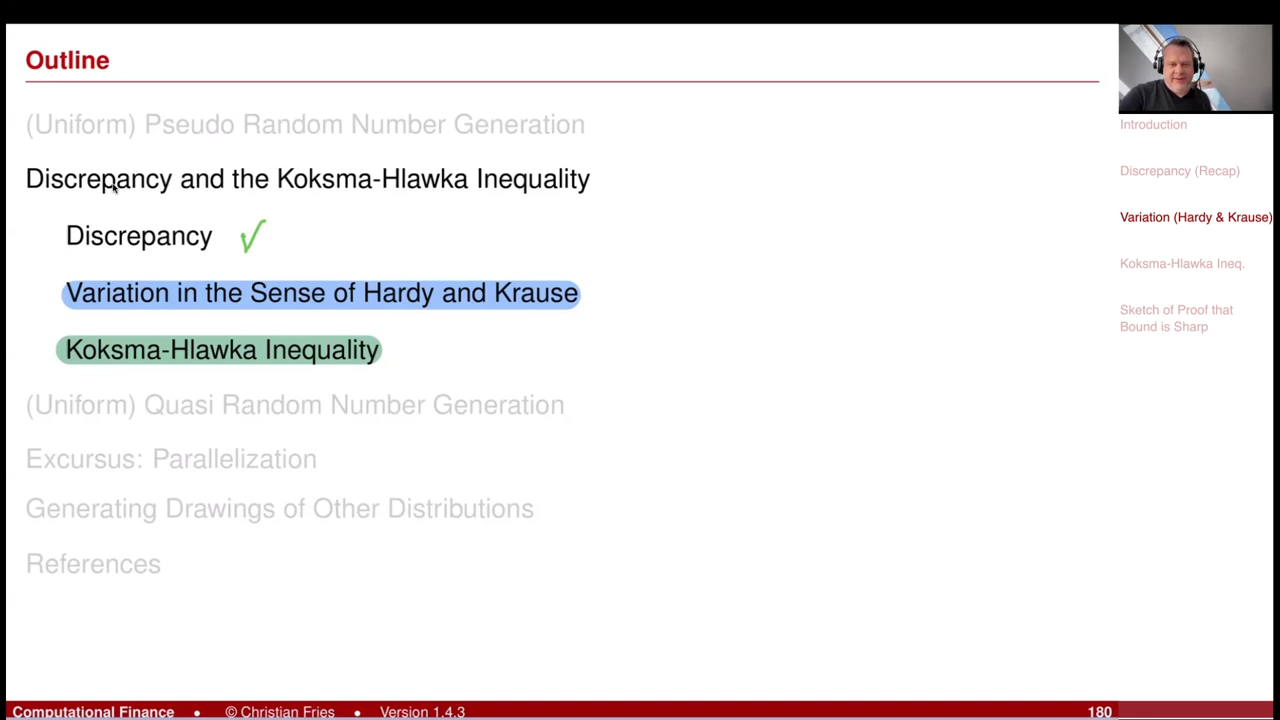 Outline
(Uniform) Pseudo Random Number Generation
Discrepancy and the Koksma-Hlawka Inequality
Discrepancy ✓
Variation in the Sense of Hardy and Krause
Koksma-Hlawka Inequality
(Uniform) Quasi Random Number Generation
Excursus: Parallelization
Generating Drawings of Other Distributions
References
Introduction
Discrepancy (Recap)
Variation (Hardy & Krause)
Koksma-Hlawka Ineq.
Sketch of Proof that
Bound is Sharp
Computational Finance • © Christian Fries • Version 1.4.3 180